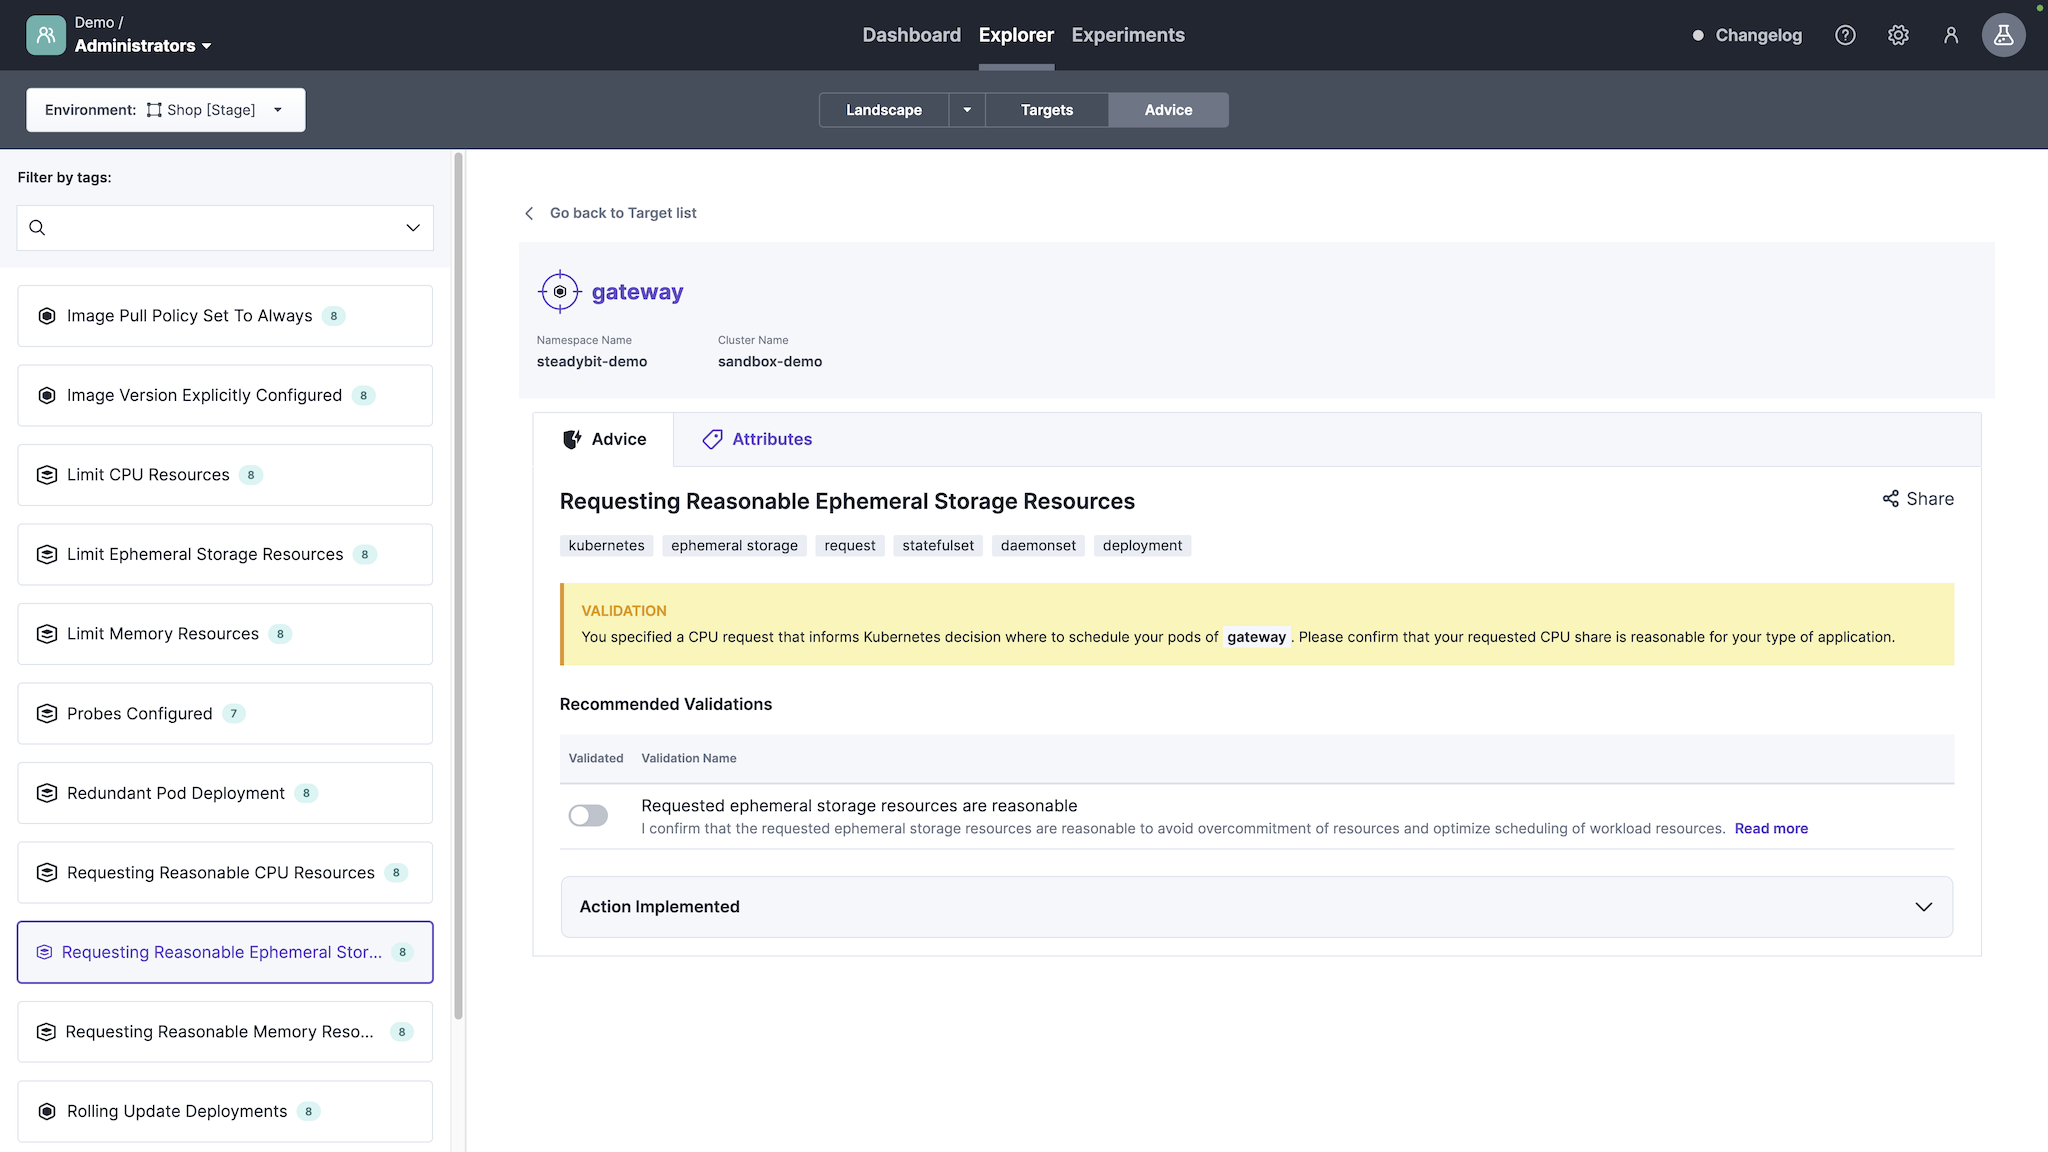 Demo /
Administrators
Dashboard Explorer Experiments
Changelog
Environment: Shop [Stage]
Landscape Targets Advice
Filter by tags:
Image Pull Policy Set To Always 8
Image Version Explicitly Configured 8
Limit CPU Resources 8
Limit Ephemeral Storage Resources 8
Limit Memory Resources 8
Probes Configured 7
Redundant Pod Deployment 8
Requesting Reasonable CPU Resources 8
Requesting Reasonable Ephemeral Stor... 8
Requesting Reasonable Memory Reso... 8
Rolling Update Deployments 8
Go back to Target list
gateway
Namespace Name Cluster Name
steadybit-demo sandbox-demo
Advice Attributes
Requesting Reasonable Ephemeral Storage Resources Share
kubernetes ephemeral storage request statefulset daemonset deployment
VALIDATION
You specified a CPU request that informs Kubernetes decision where to schedule your pods of gateway . Please confirm that your requested CPU share is reasonable for your type of application.
Recommended Validations
Validated Validation Name
Requested ephemeral storage resources are reasonable
I confirm that the requested ephemeral storage resources are reasonable to avoid overcommitment of resources and optimize scheduling of workload resources. Read more
Action Implemented